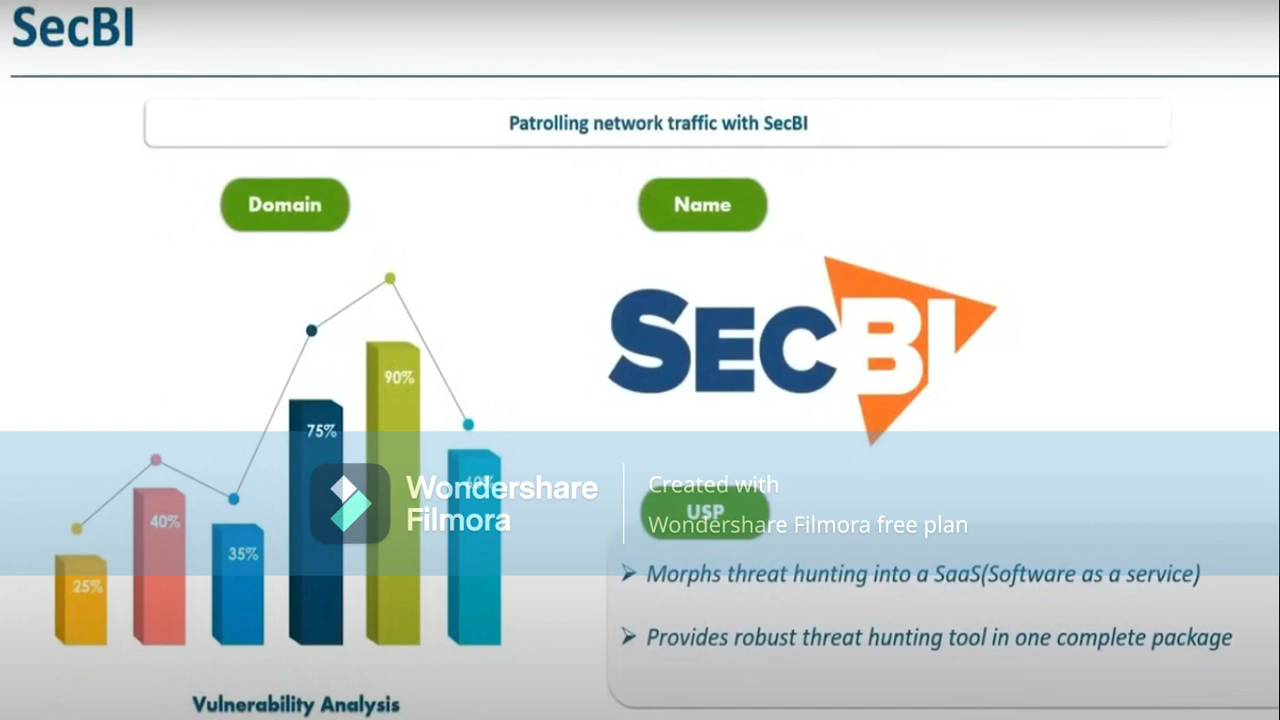 SecBI
Patrolling network traffic with SecBI
Domain
Name
SECBI
90%
75%
60%
40%
35%
25%
Wondershare
Filmora
Created with
Wondershare Filmora free plan
USP
➤ Morphs threat hunting into a SaaS(Software as a service)
➤ Provides robust threat hunting tool in one complete package
Vulnerability Analysis